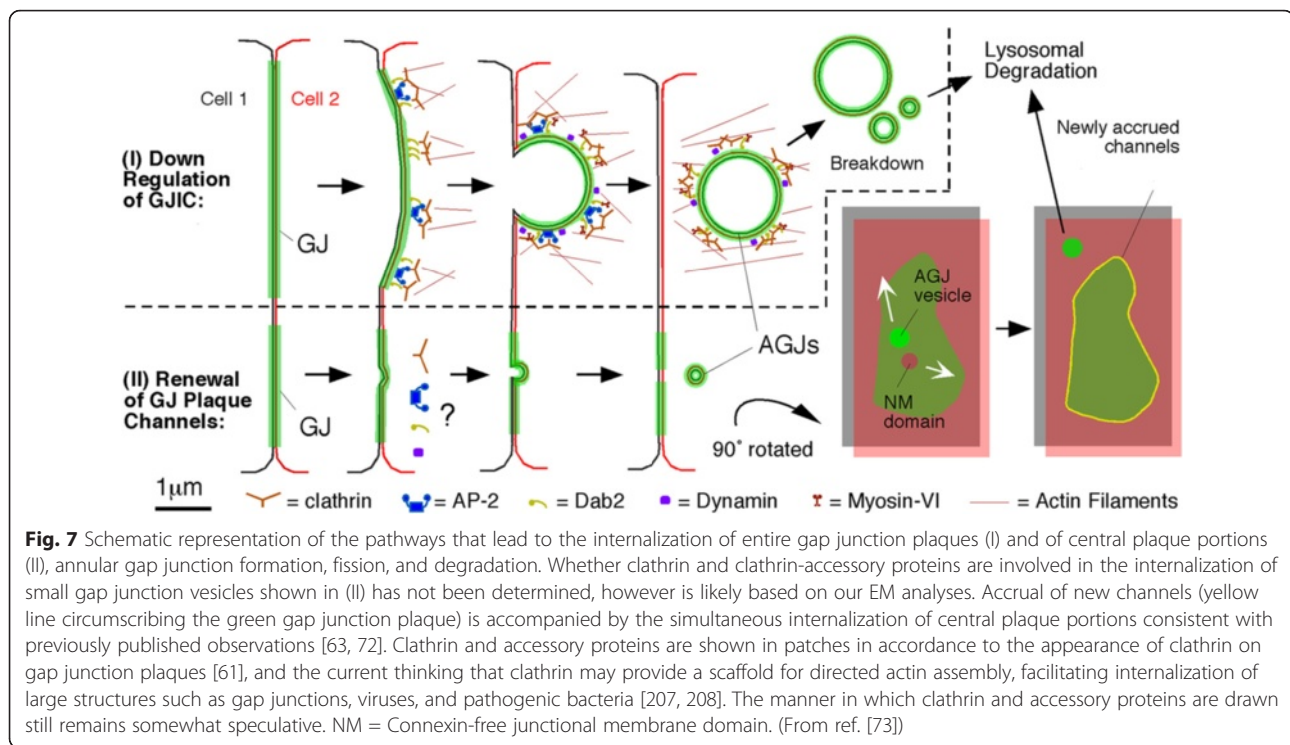 Cell 1
Cell 2
Lysosomal
Degradation
Newly accrued
channels
(I) Down
Regulation
of GJIC:
GJ
Breakdown
AGJ
vesicle
AGJs
(II) Renewal
of GJ Plaque
Channels:
GJ
?
NM
domain
90° rotated
1µm
= clathrin
= AP-2
= Dab2
= Dynamin
= Myosin-VI
= Actin Filaments
Fig. 7 Schematic representation of the pathways that lead to the internalization of entire gap junction plaques (I) and of central plaque portions
(II), annular gap junction formation, fission, and degradation. Whether clathrin and clathrin-accessory proteins are involved in the internalization of
small gap junction vesicles shown in (II) has not been determined, however is likely based on our EM analyses. Accrual of new channels (yellow
line circumscribing the green gap junction plaque) is accompanied by the simultaneous internalization of central plaque portions consistent with
previously published observations [63, 72]. Clathrin and accessory proteins are shown in patches in accordance to the appearance of clathrin on
gap junction plaques [61], and the current thinking that clathrin may provide a scaffold for directed actin assembly, facilitating internalization of
large structures such as gap junctions, viruses, and pathogenic bacteria [207, 208]. The manner in which clathrin and accessory proteins are drawn
still remains somewhat speculative. NM = Connexin-free junctional membrane domain. (From ref. [73])